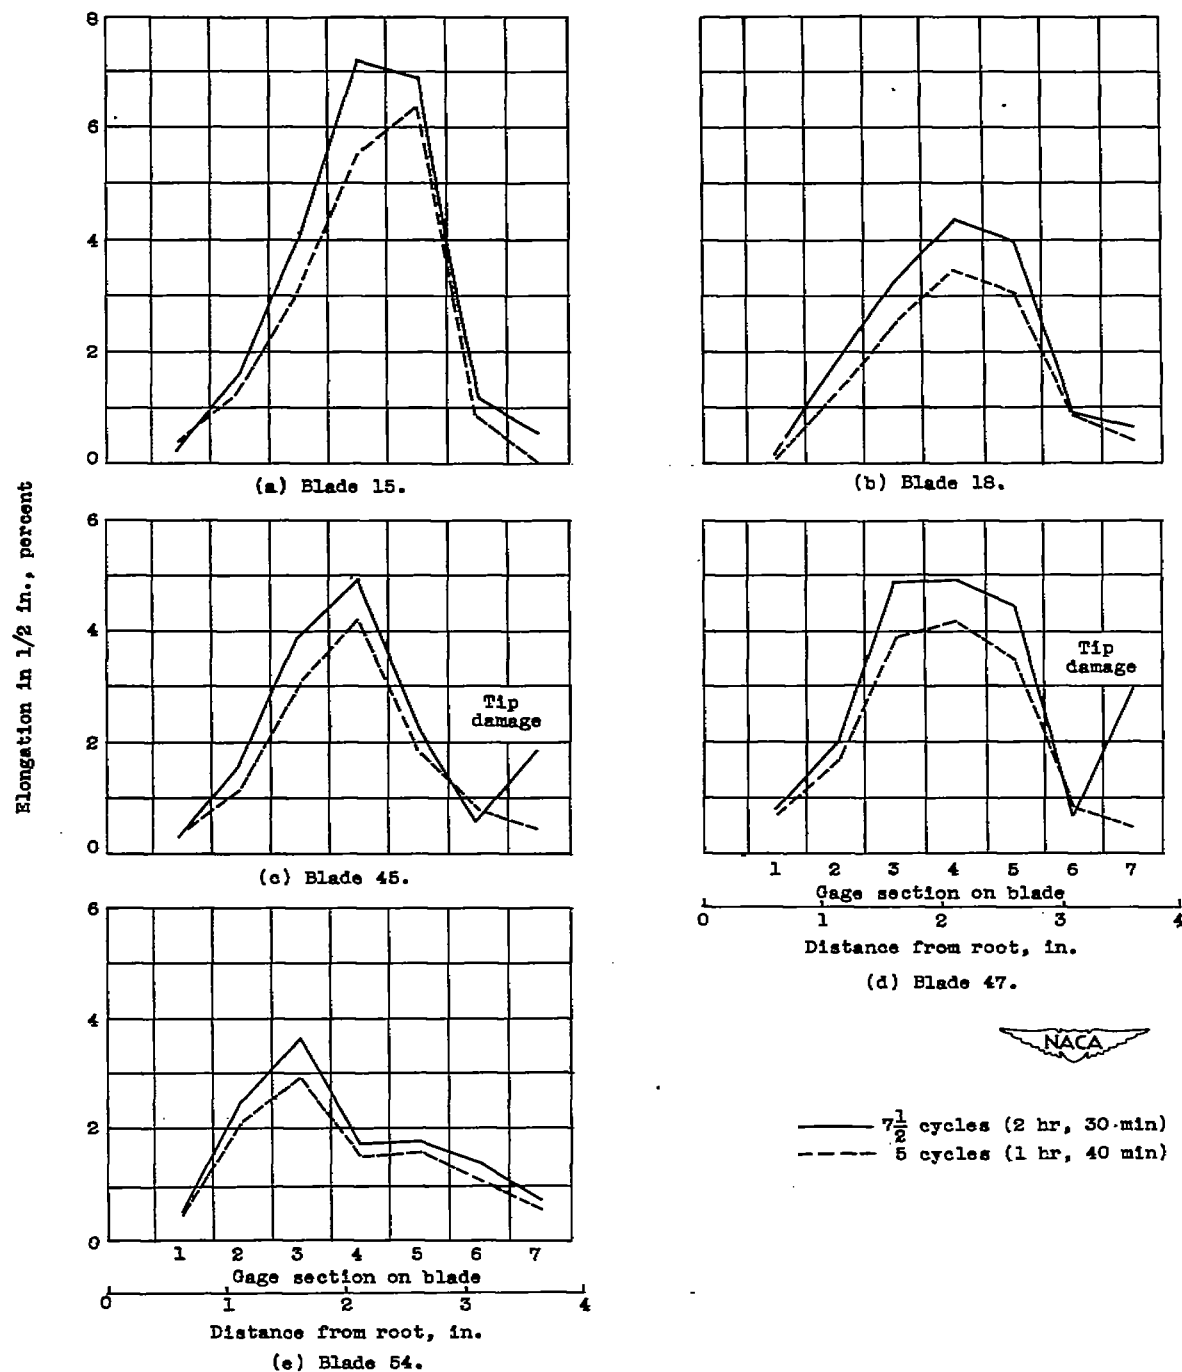 8
6
4
2
0
(a) Blade 15.
(b) Blade 18.
Elongation in 1/2 in., percent
6
4
2
0
Tip
damage
(c) Blade 45.
Tip
damage
1 2 3 4 5 6 7
Gage section on blade
0 1 2 3 4
Distance from root, in.
(d) Blade 47.
6
4
2
0
1 2 3 4 5 6 7
Gage section on blade
0 1 2 3 4
Distance from root, in.
(e) Blade 54.
NACA
7 1/2 cycles (2 hr, 30 min)
5 cycles (1 hr, 40 min)